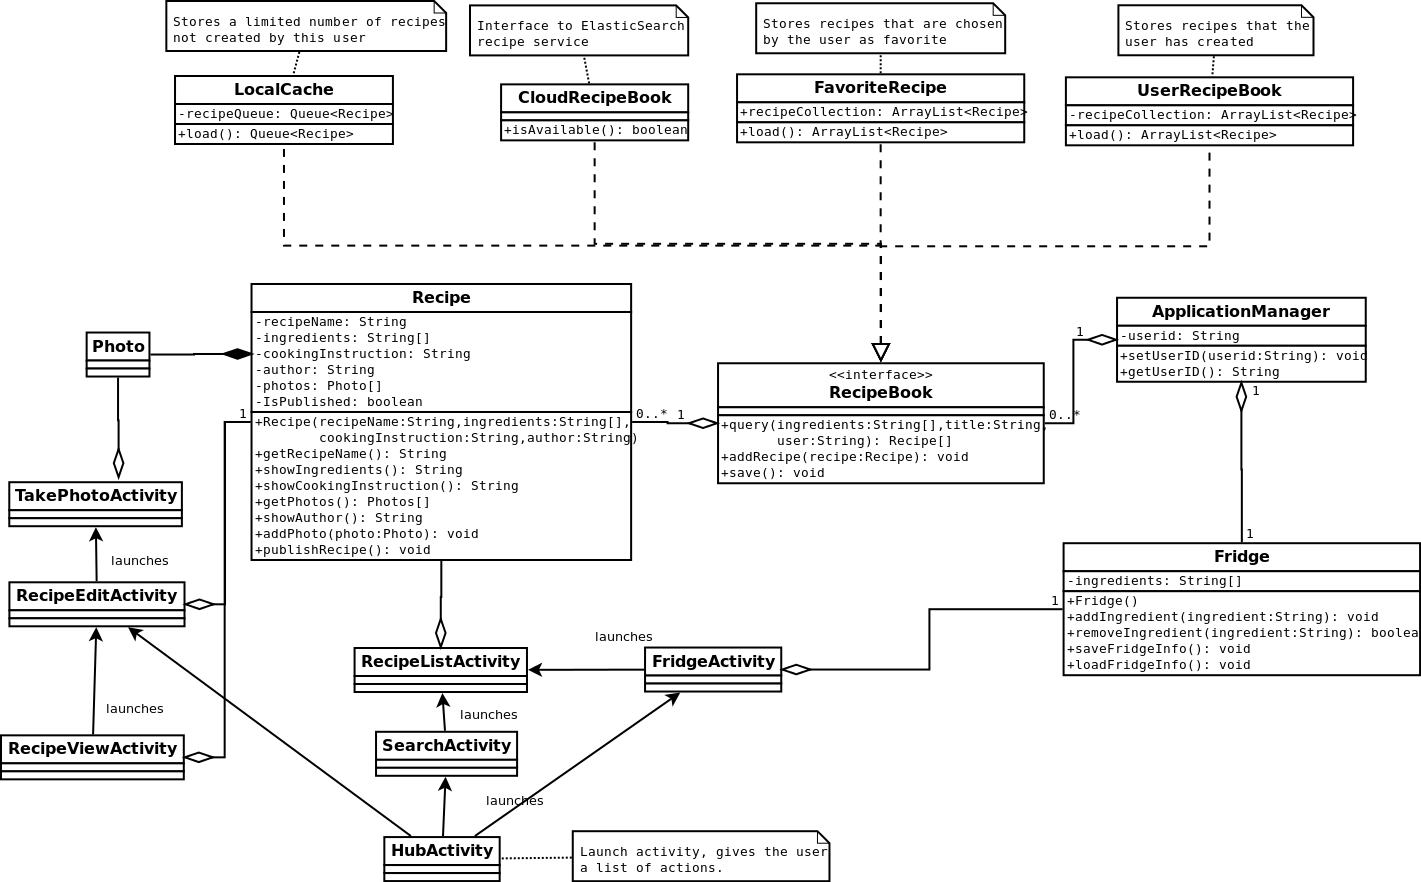 Stores a limited number of recipes
not created by this user
Interface to ElasticSearch
recipe service
Stores recipes that are chosen
by the user as favorite
Stores recipes that the
user has created
LocalCache
-recipeQueue: Queue<Recipe>
+load(): Queue<Recipe>
CloudRecipeBook
+isAvailable(): boolean
FavoriteRecipe
+recipeCollection: ArrayList<Recipe>
+load(): ArrayList<Recipe>
UserRecipeBook
-recipeCollection: ArrayList<Recipe>
+load(): ArrayList<Recipe>
Photo
Recipe
-recipeName: String
-ingredients: String[]
-cookingInstruction: String
-author: String
-photos: Photo[]
-IsPublished: boolean
+Recipe(recipeName:String,ingredients:String[],
cookingInstruction:String,author:String)
+getRecipeName(): String
+showIngredients(): String
+showCookingInstruction(): String
+getPhotos(): Photos[]
+showAuthor(): String
+addPhoto(photo:Photo): void
+publishRecipe(): void
1
0..*
1
<<interface>>
RecipeBook
+query(ingredients:String[],title:String,
user:String): Recipe[]
+addRecipe(recipe:Recipe): void
+save(): void
0..*
1
ApplicationManager
-userid: String
+setUserID(userid:String): void
+getUserID(): String
1
1
Fridge
-ingredients: String[]
+Fridge()
+addIngredient(ingredient:String): void
+removeIngredient(ingredient:String): boolea
+saveFridgeInfo(): void
+loadFridgeInfo(): void
1
TakePhotoActivity
launches
RecipeEditActivity
launches
RecipeViewActivity
RecipeListActivity
launches
FridgeActivity
launches
SearchActivity
launches
HubActivity
Launch activity, gives the user
a list of actions.